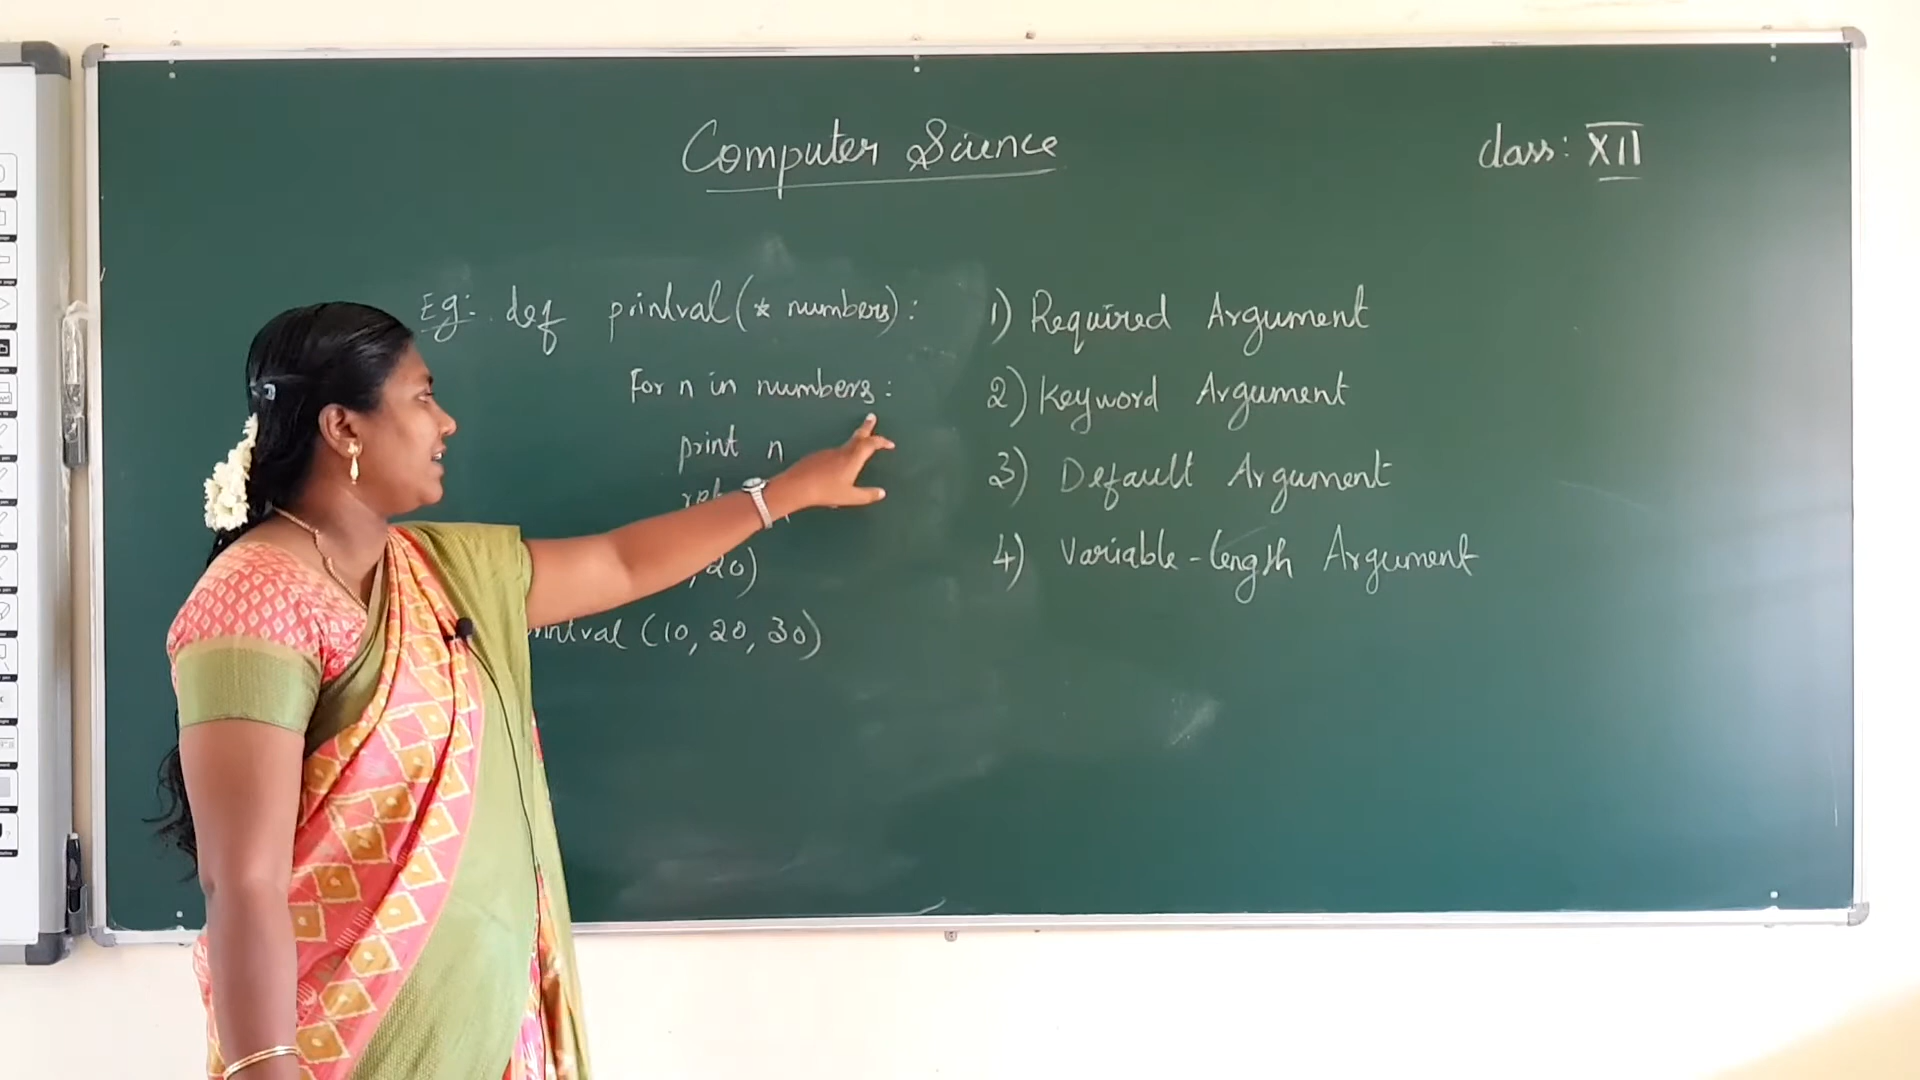 Computer Science
class: XII
Eg: def printval (* numbers):
For n in numbers:
print n
, 20)
printval (10, 20, 30)
1) Required Argument
2) Keyword Argument
3) Default Argument
4) Variable-length Argument